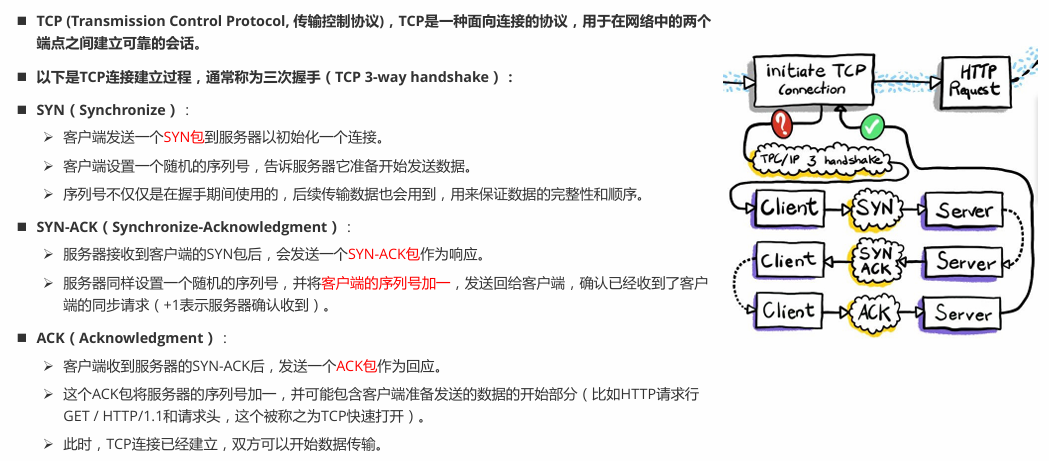 TCP (Transmission Control Protocol, 传输控制协议)，TCP是一种面向连接的协议，用于在网络中的两个
端点之间建立可靠的会话。
以下是TCP连接建立过程，通常称为三次握手（TCP 3-way handshake）：
SYN（Synchronize）：
客户端发送一个SYN包到服务器以初始化一个连接。
客户端设置一个随机的序列号，告诉服务器它准备开始发送数据。
序列号不仅仅是在握手期间使用的，后续传输数据也会用到，用来保证数据的完整性和顺序。
SYN-ACK（Synchronize-Acknowledgment）：
服务器接收到客户端的SYN包后，会发送一个SYN-ACK包作为响应。
服务器同样设置一个随机的序列号，并将客户端的序列号加一，发送回给客户端，确认已经收到了客户
端的同步请求（+1表示服务器确认收到）。
ACK（Acknowledgment）：
客户端收到服务器的SYN-ACK后，发送一个ACK包作为回应。
这个ACK包将服务器的序列号加一，并可能包含客户端准备发送的数据的开始部分（比如HTTP请求行
GET / HTTP/1.1和请求头，这个被称之为TCP快速打开）。
此时，TCP连接已经建立，双方可以开始数据传输。
initiate TCP
Connection
HTTP
Request
?
TPC/IP 3 handshake
Client
SYN
Server
Client
SYN
ACK
Server
Client
ACK
Server